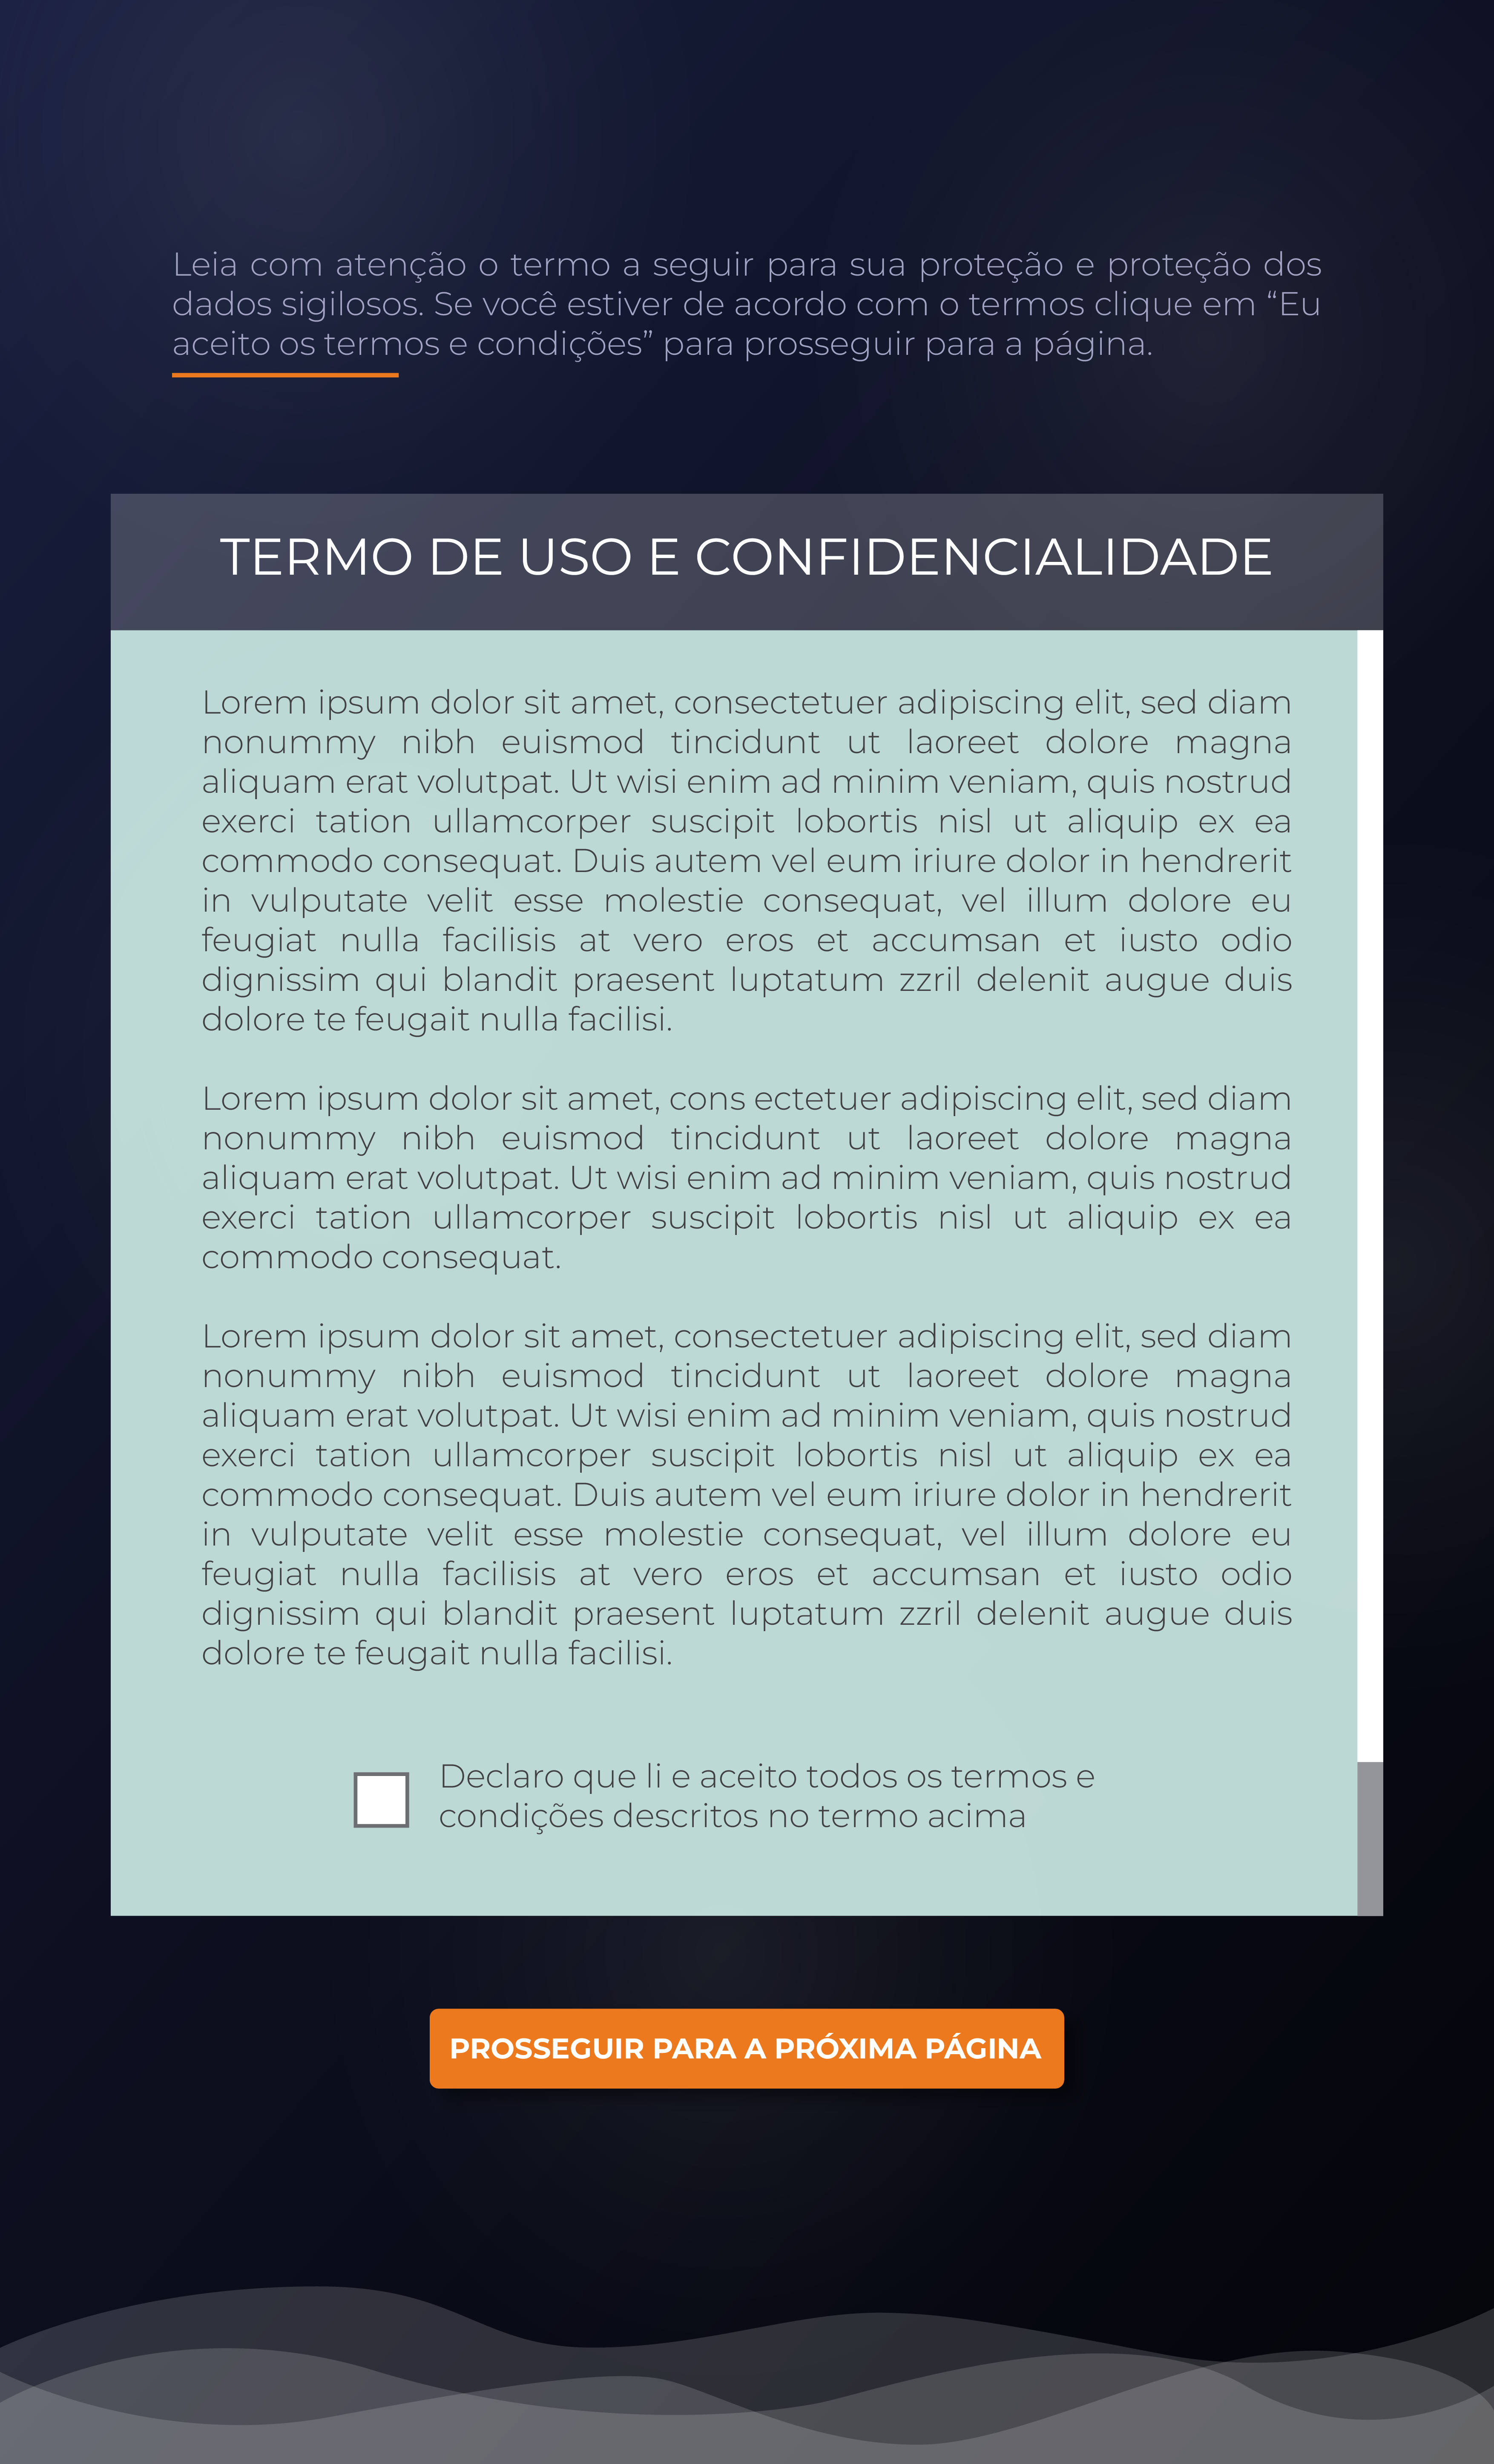 Leia com atenção o termo a seguir para sua proteção e proteção dos
dados sigilosos. Se você estiver de acordo com o termos clique em “Eu
aceito os termos e condições” para prosseguir para a página.
TERMO DE USO E CONFIDENCIALIDADE
Lorem ipsum dolor sit amet, consectetuer adipiscing elit, sed diam
nonummy nibh euismod tincidunt ut laoreet dolore magna
aliquam erat volutpat. Ut wisi enim ad minim veniam, quis nostrud
exerci tation ullamcorper suscipit lobortis nisl ut aliquip ex ea
commodo consequat. Duis autem vel eum iriure dolor in hendrerit
in vulputate velit esse molestie consequat, vel illum dolore eu
feugiat nulla facilisis at vero eros et accumsan et iusto odio
dignissim qui blandit praesent luptatum zzril delenit augue duis
dolore te feugait nulla facilisi.
Lorem ipsum dolor sit amet, cons ectetuer adipiscing elit, sed diam
nonummy nibh euismod tincidunt ut laoreet dolore magna
aliquam erat volutpat. Ut wisi enim ad minim veniam, quis nostrud
exerci tation ullamcorper suscipit lobortis nisl ut aliquip ex ea
commodo consequat.
Lorem ipsum dolor sit amet, consectetuer adipiscing elit, sed diam
nonummy nibh euismod tincidunt ut laoreet dolore magna
aliquam erat volutpat. Ut wisi enim ad minim veniam, quis nostrud
exerci tation ullamcorper suscipit lobortis nisl ut aliquip ex ea
commodo consequat. Duis autem vel eum iriure dolor in hendrerit
in vulputate velit esse molestie consequat, vel illum dolore eu
feugiat nulla facilisis at vero eros et accumsan et iusto odio
dignissim qui blandit praesent luptatum zzril delenit augue duis
dolore te feugait nulla facilisi.
Declaro que li e aceito todos os termos e
condições descritos no termo acima
PROSSEGUIR PARA A PRÓXIMA PÁGINA